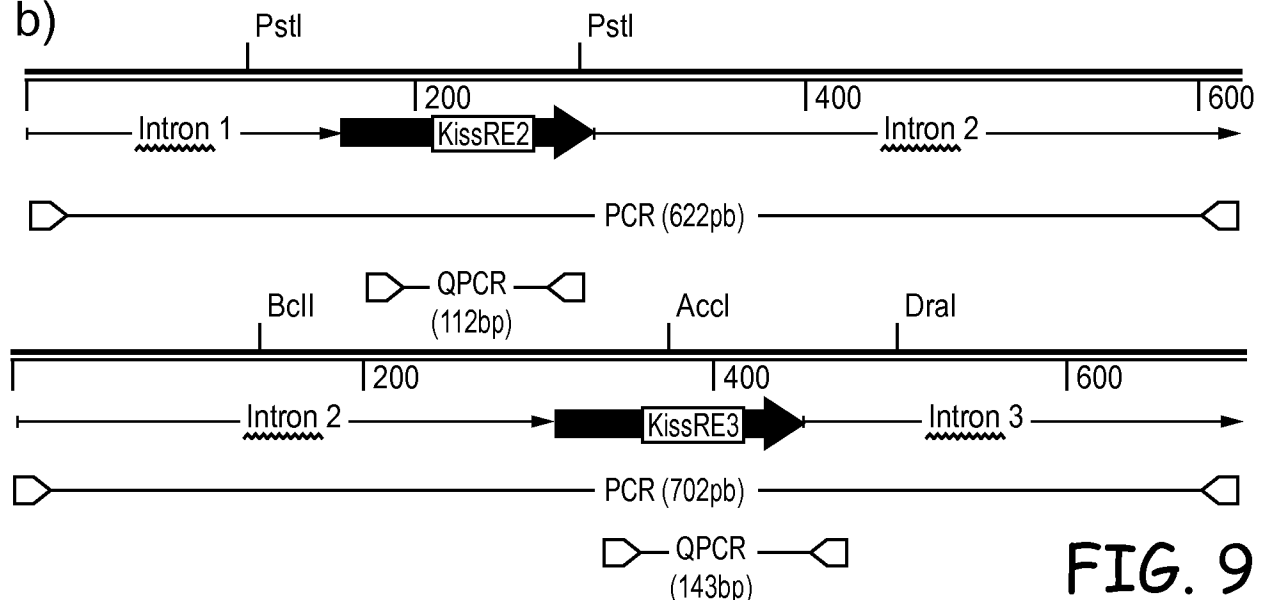 b)
PstI PstI
200 400 600
Intron 1 KissRE2 Intron 2
PCR (622pb)
QPCR
(112bp)
BclI AccI DraI
200 400 600
Intron 2 KissRE3 Intron 3
PCR (702pb)
QPCR
(143bp)
FIG. 9